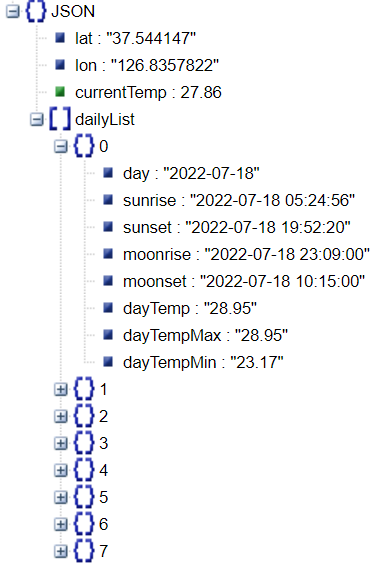 JSON
lat : "37.544147"
lon : "126.8357822"
currentTemp : 27.86
dailyList
0
day : "2022-07-18"
sunrise : "2022-07-18 05:24:56"
sunset : "2022-07-18 19:52:20"
moonrise : "2022-07-18 23:09:00"
moonset : "2022-07-18 10:15:00"
dayTemp : "28.95"
dayTempMax : "28.95"
dayTempMin : "23.17"
1
2
3
4
5
6
7